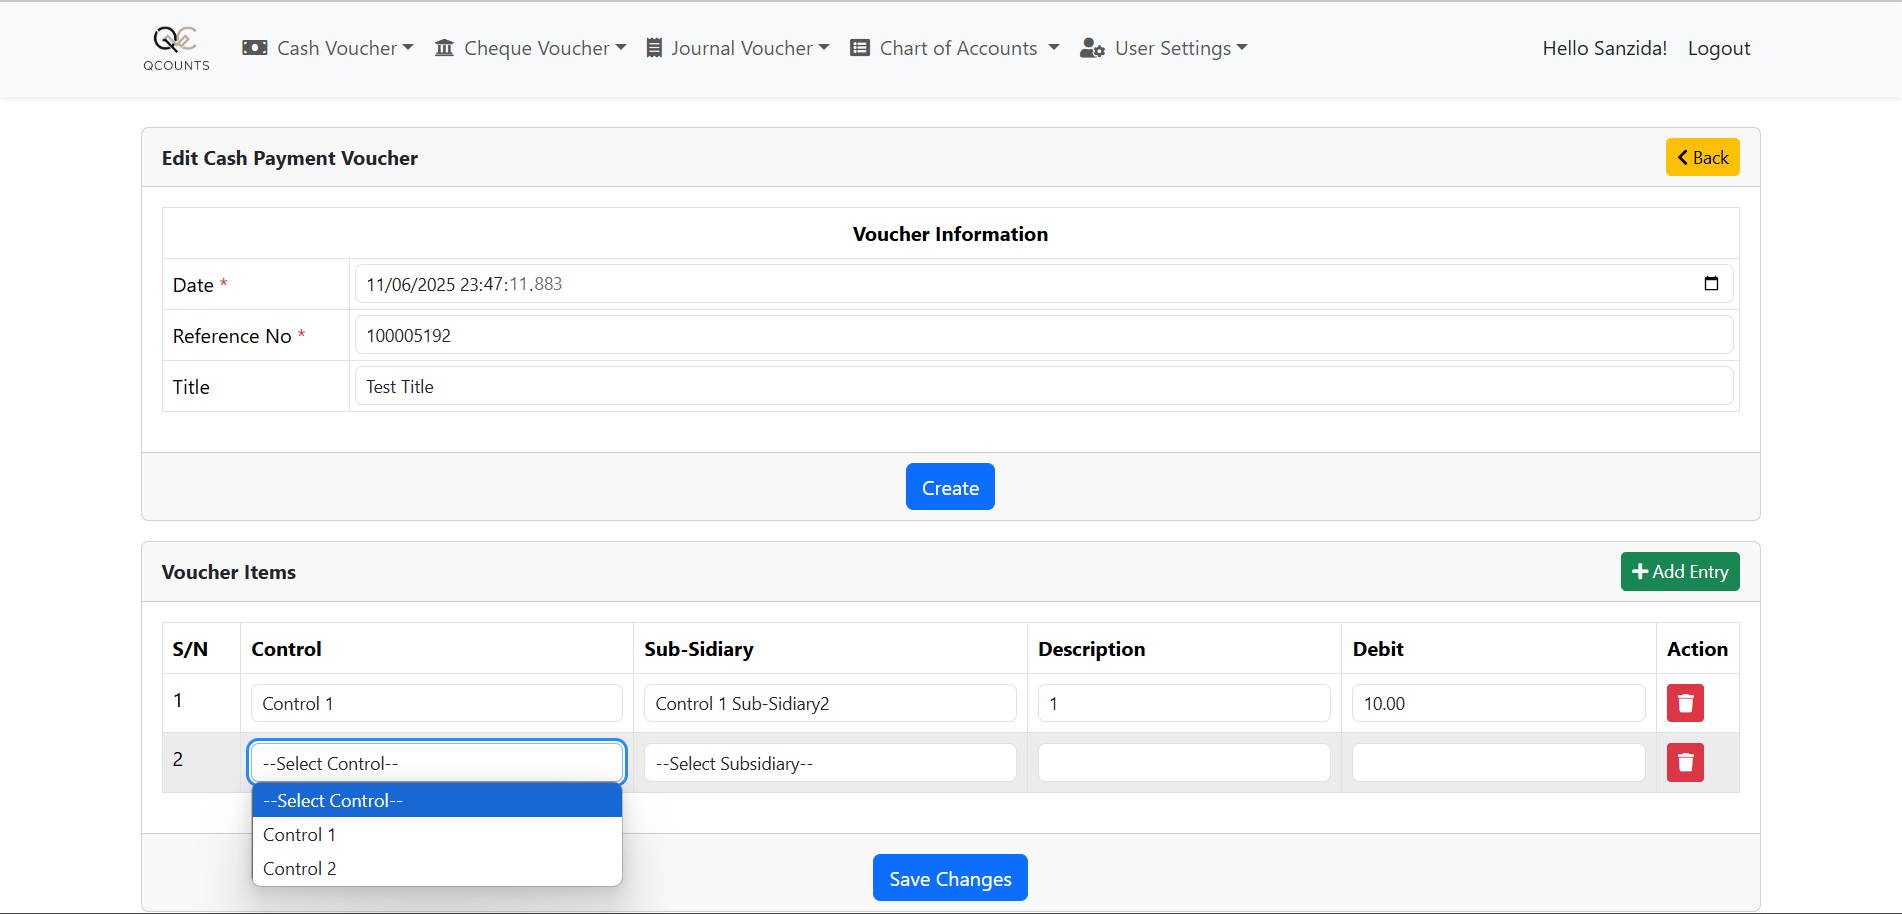 QC
QCOUNTS
Cash Voucher
Cheque Voucher
Journal Voucher
Chart of Accounts
User Settings
Hello Sanzida!
Logout
Edit Cash Payment Voucher
Back
Voucher Information
Date *
11/06/2025 23:47:11.883
Reference No *
100005192
Title
Test Title
Create
Voucher Items
Add Entry
S/N
Control
Sub-Sidiary
Description
Debit
Action
1
Control 1
Control 1 Sub-Sidiary2
1
10.00
2
--Select Control--
--Select Subsidiary--
--Select Control--
Control 1
Control 2
Save Changes